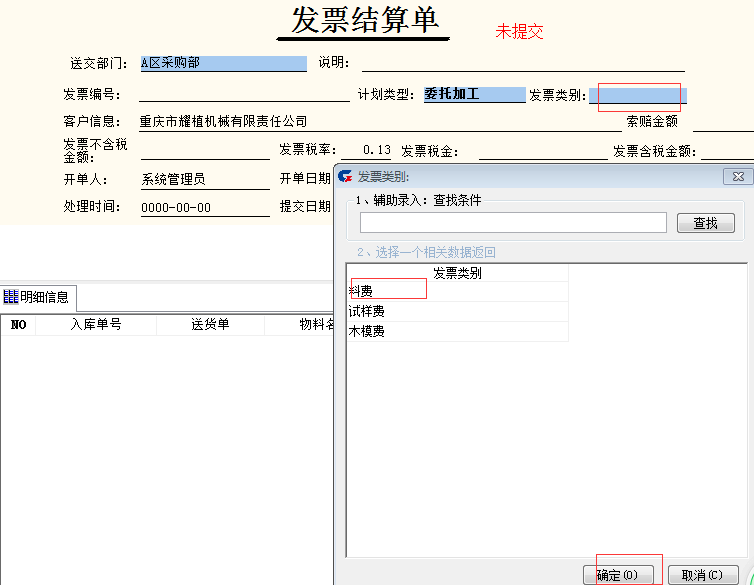 发票结算单
未提交
送交部门： A区采购部 说明：
发票编号： 计划类型： 委托加工 发票类别：
客户信息： 重庆市耀植机械有限责任公司 索赔金额
发票不含税金额： 发票税率： 0.13 发票税金： 发票含税金额：
开单人： 系统管理员 开单日期
处理时间： 0000-00-00 提交日期
发票类别:
1、辅助录入：查找条件
查找
2、选择一个相关数据返回
发票类别
料费
试样费
木模费
确定(O) 取消(C)
明细信息
NO 入库单号 送货单 物料名